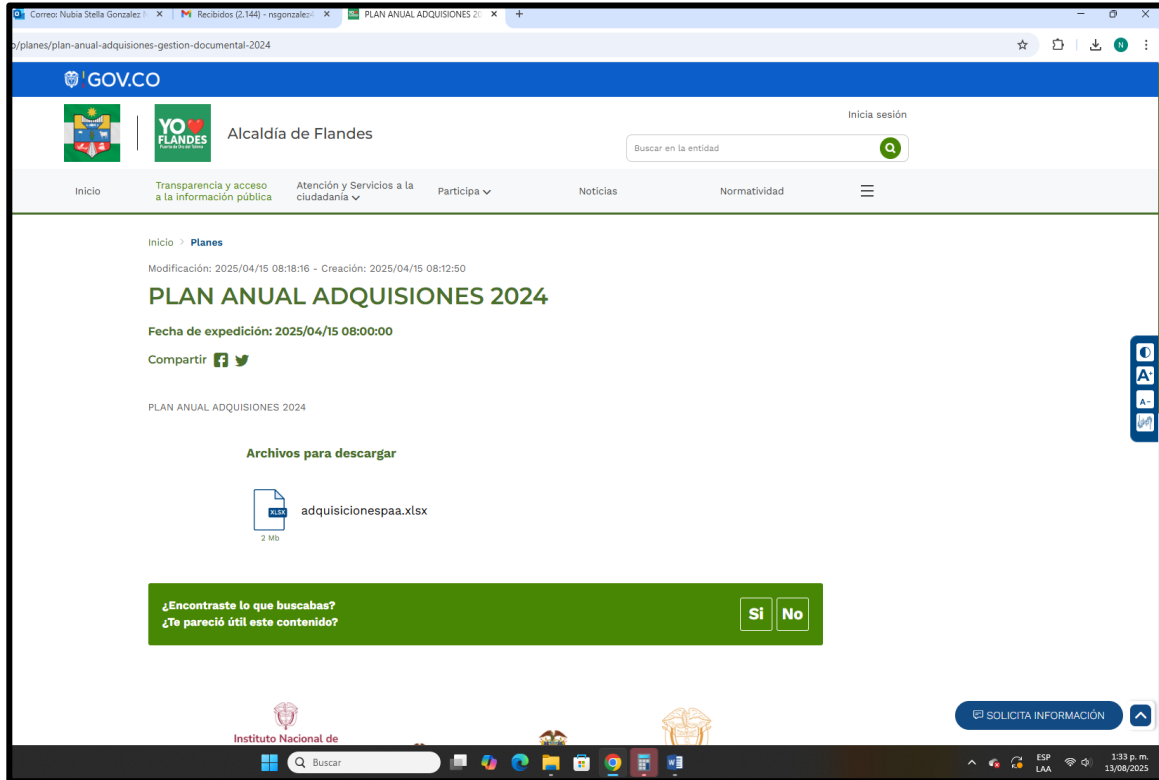 Correo: Nubia Stella Gonzalez
Recibidos (2.144) - nsgonzalez
PLAN ANUAL ADQUISIONES 20
/planes/plan-anual-adquisiones-gestion-documental-2024
GOV.CO
Inicia sesión
YO
FLANDES
Alcaldía de Flandes
Buscar en la entidad
Inicio
Transparencia y acceso
a la información pública
Atención y Servicios a la
ciudadanía
Participa
Noticias
Normatividad
Inicio > Planes
Modificación: 2025/04/15 08:18:16 - Creación: 2025/04/15 08:12:50
PLAN ANUAL ADQUISIONES 2024
Fecha de expedición: 2025/04/15 08:00:00
Compartir
A+
A-
PLAN ANUAL ADQUISIONES 2024
Archivos para descargar
XLSX
adquisicionespaa.xlsx
2 Mb
¿Encontraste lo que buscabas?
¿Te pareció útil este contenido?
Si
No
SOLICITA INFORMACIÓN
Instituto Nacional de
Buscar
ESP
LAA
1:33 p. m.
13/08/2025